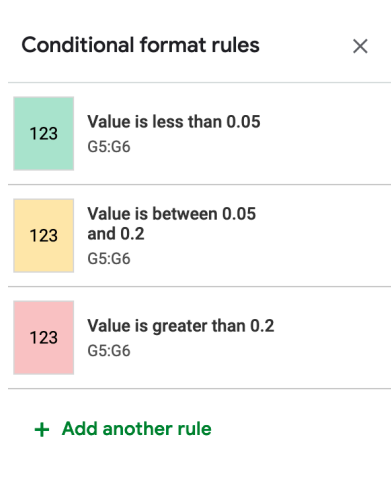 Conditional format rules
123
Value is less than 0.05
G5:G6
123
Value is between 0.05
and 0.2
G5:G6
123
Value is greater than 0.2
G5:G6
+ Add another rule